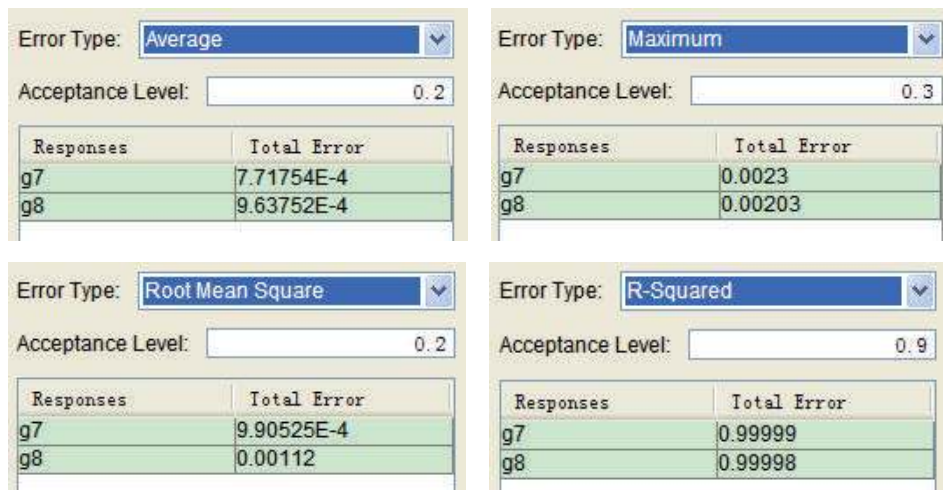 Error Type: Average
Acceptance Level: 0.2
Responses Total Error
g7 7.71754E-4
g8 9.63752E-4
Error Type: Maximum
Acceptance Level: 0.3
Responses Total Error
g7 0.0023
g8 0.00203
Error Type: Root Mean Square
Acceptance Level: 0.2
Responses Total Error
g7 9.90525E-4
g8 0.00112
Error Type: R-Squared
Acceptance Level: 0.9
Responses Total Error
g7 0.99999
g8 0.99998